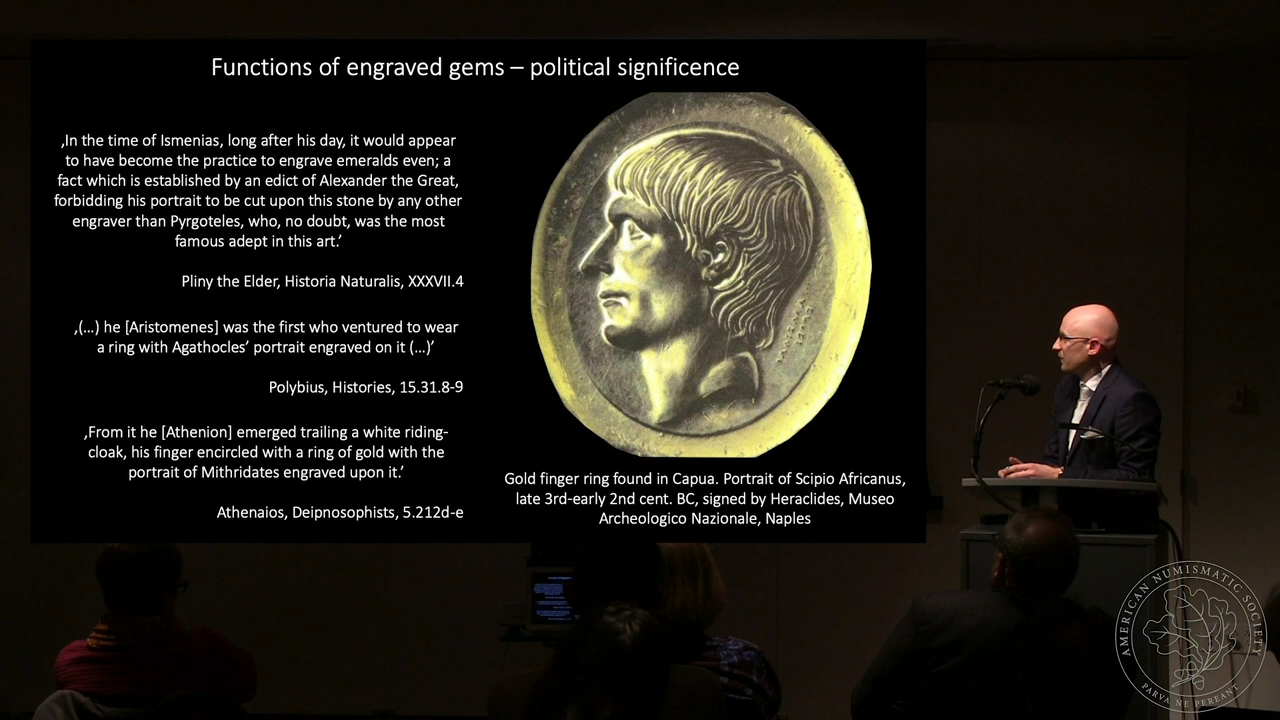 Functions of engraved gems – political significence
‚In the time of Ismenias, long after his day, it would appear
to have become the practice to engrave emeralds even; a
fact which is established by an edict of Alexander the Great,
forbidding his portrait to be cut upon this stone by any other
engraver than Pyrgoteles, who, no doubt, was the most
famous adept in this art.’
Pliny the Elder, Historia Naturalis, XXXVII.4
‚(…) he [Aristomenes] was the first who ventured to wear
a ring with Agathocles’ portrait engraved on it (…)’
Polybius, Histories, 15.31.8-9
‚From it he [Athenion] emerged trailing a white riding-
cloak, his finger encircled with a ring of gold with the
portrait of Mithridates engraved upon it.’
Athenaios, Deipnosophists, 5.212d-e
Gold finger ring found in Capua. Portrait of Scipio Africanus,
late 3rd-early 2nd cent. BC, signed by Heraclides, Museo
Archeologico Nazionale, Naples
AMERICAN NUMISMATIC SOCIETY
PARVA NE PEREANT